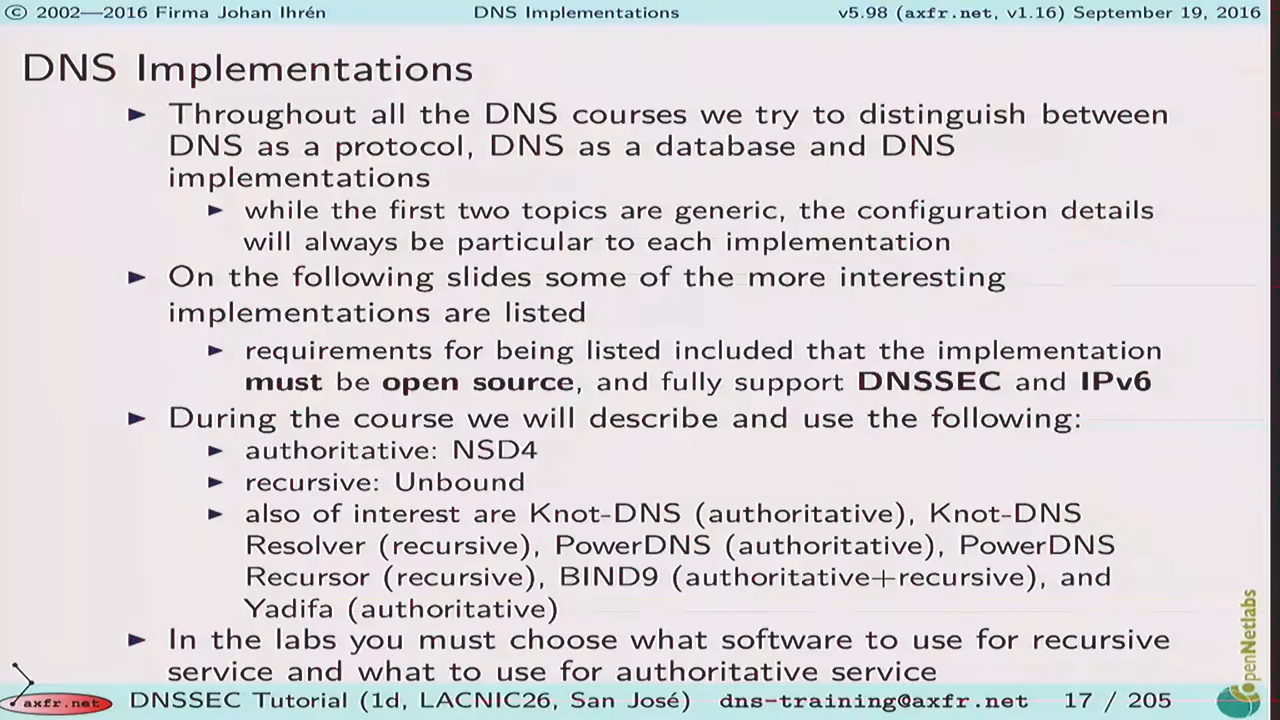 © 2002—2016 Firma Johan Ihrén DNS Implementations v5.98 (axfr.net, v1.16) September 19, 2016
DNS Implementations
► Throughout all the DNS courses we try to distinguish between
DNS as a protocol, DNS as a database and DNS
implementations
► while the first two topics are generic, the configuration details
will always be particular to each implementation
► On the following slides some of the more interesting
implementations are listed
► requirements for being listed included that the implementation
must be open source, and fully support DNSSEC and IPv6
► During the course we will describe and use the following:
► authoritative: NSD4
► recursive: Unbound
► also of interest are Knot-DNS (authoritative), Knot-DNS
Resolver (recursive), PowerDNS (authoritative), PowerDNS
Recursor (recursive), BIND9 (authoritative+recursive), and
Yadifa (authoritative)
► In the labs you must choose what software to use for recursive
service and what to use for authoritative service
axfr.net DNSSEC Tutorial (1d, LACNIC26, San José) dns-training@axfr.net 17 / 205
OpenNetlabs